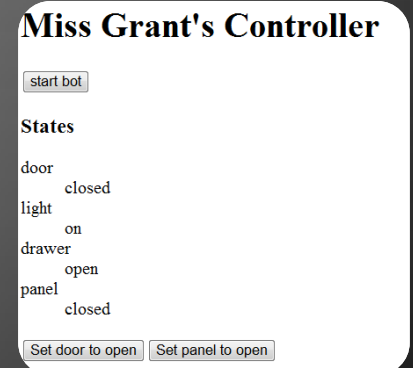 Miss Grant's Controller
start bot
States
door
closed
light
on
drawer
open
panel
closed
Set door to open Set panel to open